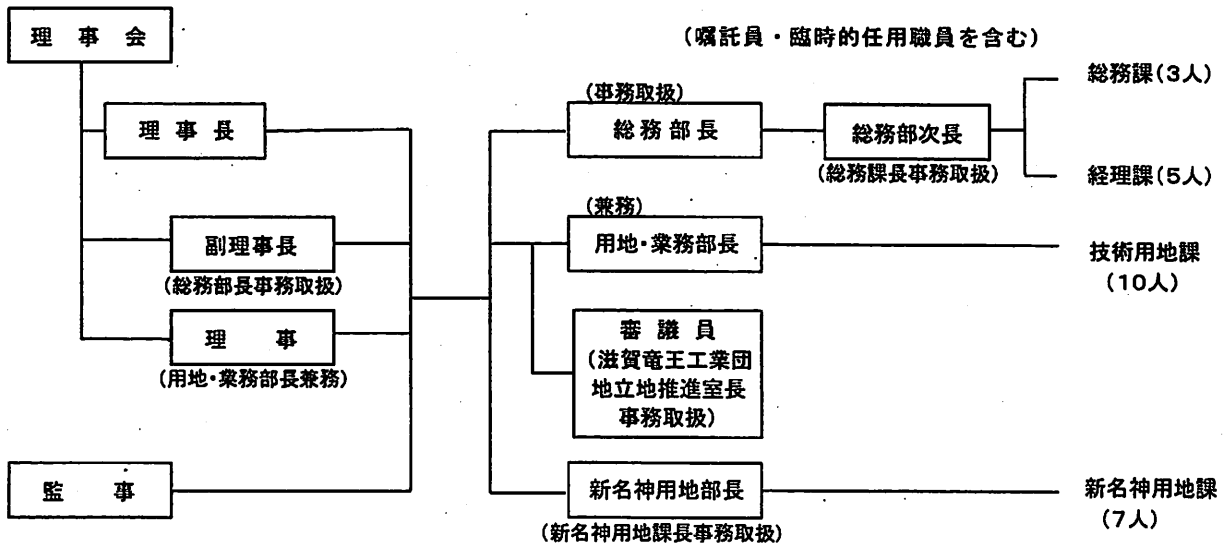 理事会
(嘱託員・臨時的任用職員を含む)
理事長
副理事長
(総務部長事務取扱)
理事
(用地・業務部長兼務)
監事
(事務取扱)
総務部長
総務部次長
(総務課長事務取扱)
総務課(3人)
経理課(5人)
(兼務)
用地・業務部長
技術用地課
(10人)
審議員
(滋賀竜王工業団
地立地推進室長
事務取扱)
新名神用地部長
(新名神用地課長事務取扱)
新名神用地課
(7人)